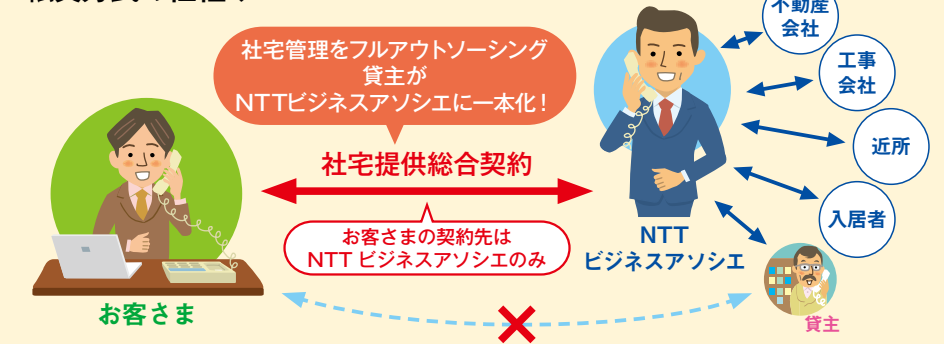 社宅管理をフルアウトソーシング
貸主が
NTTビジネスアソシエに一本化！
社宅提供総合契約
お客さまの契約先は
NTT ビジネスアソシエのみ
お客さま
NTT
ビジネスアソシエ
不動産
会社
工事
会社
近所
入居者
貸主